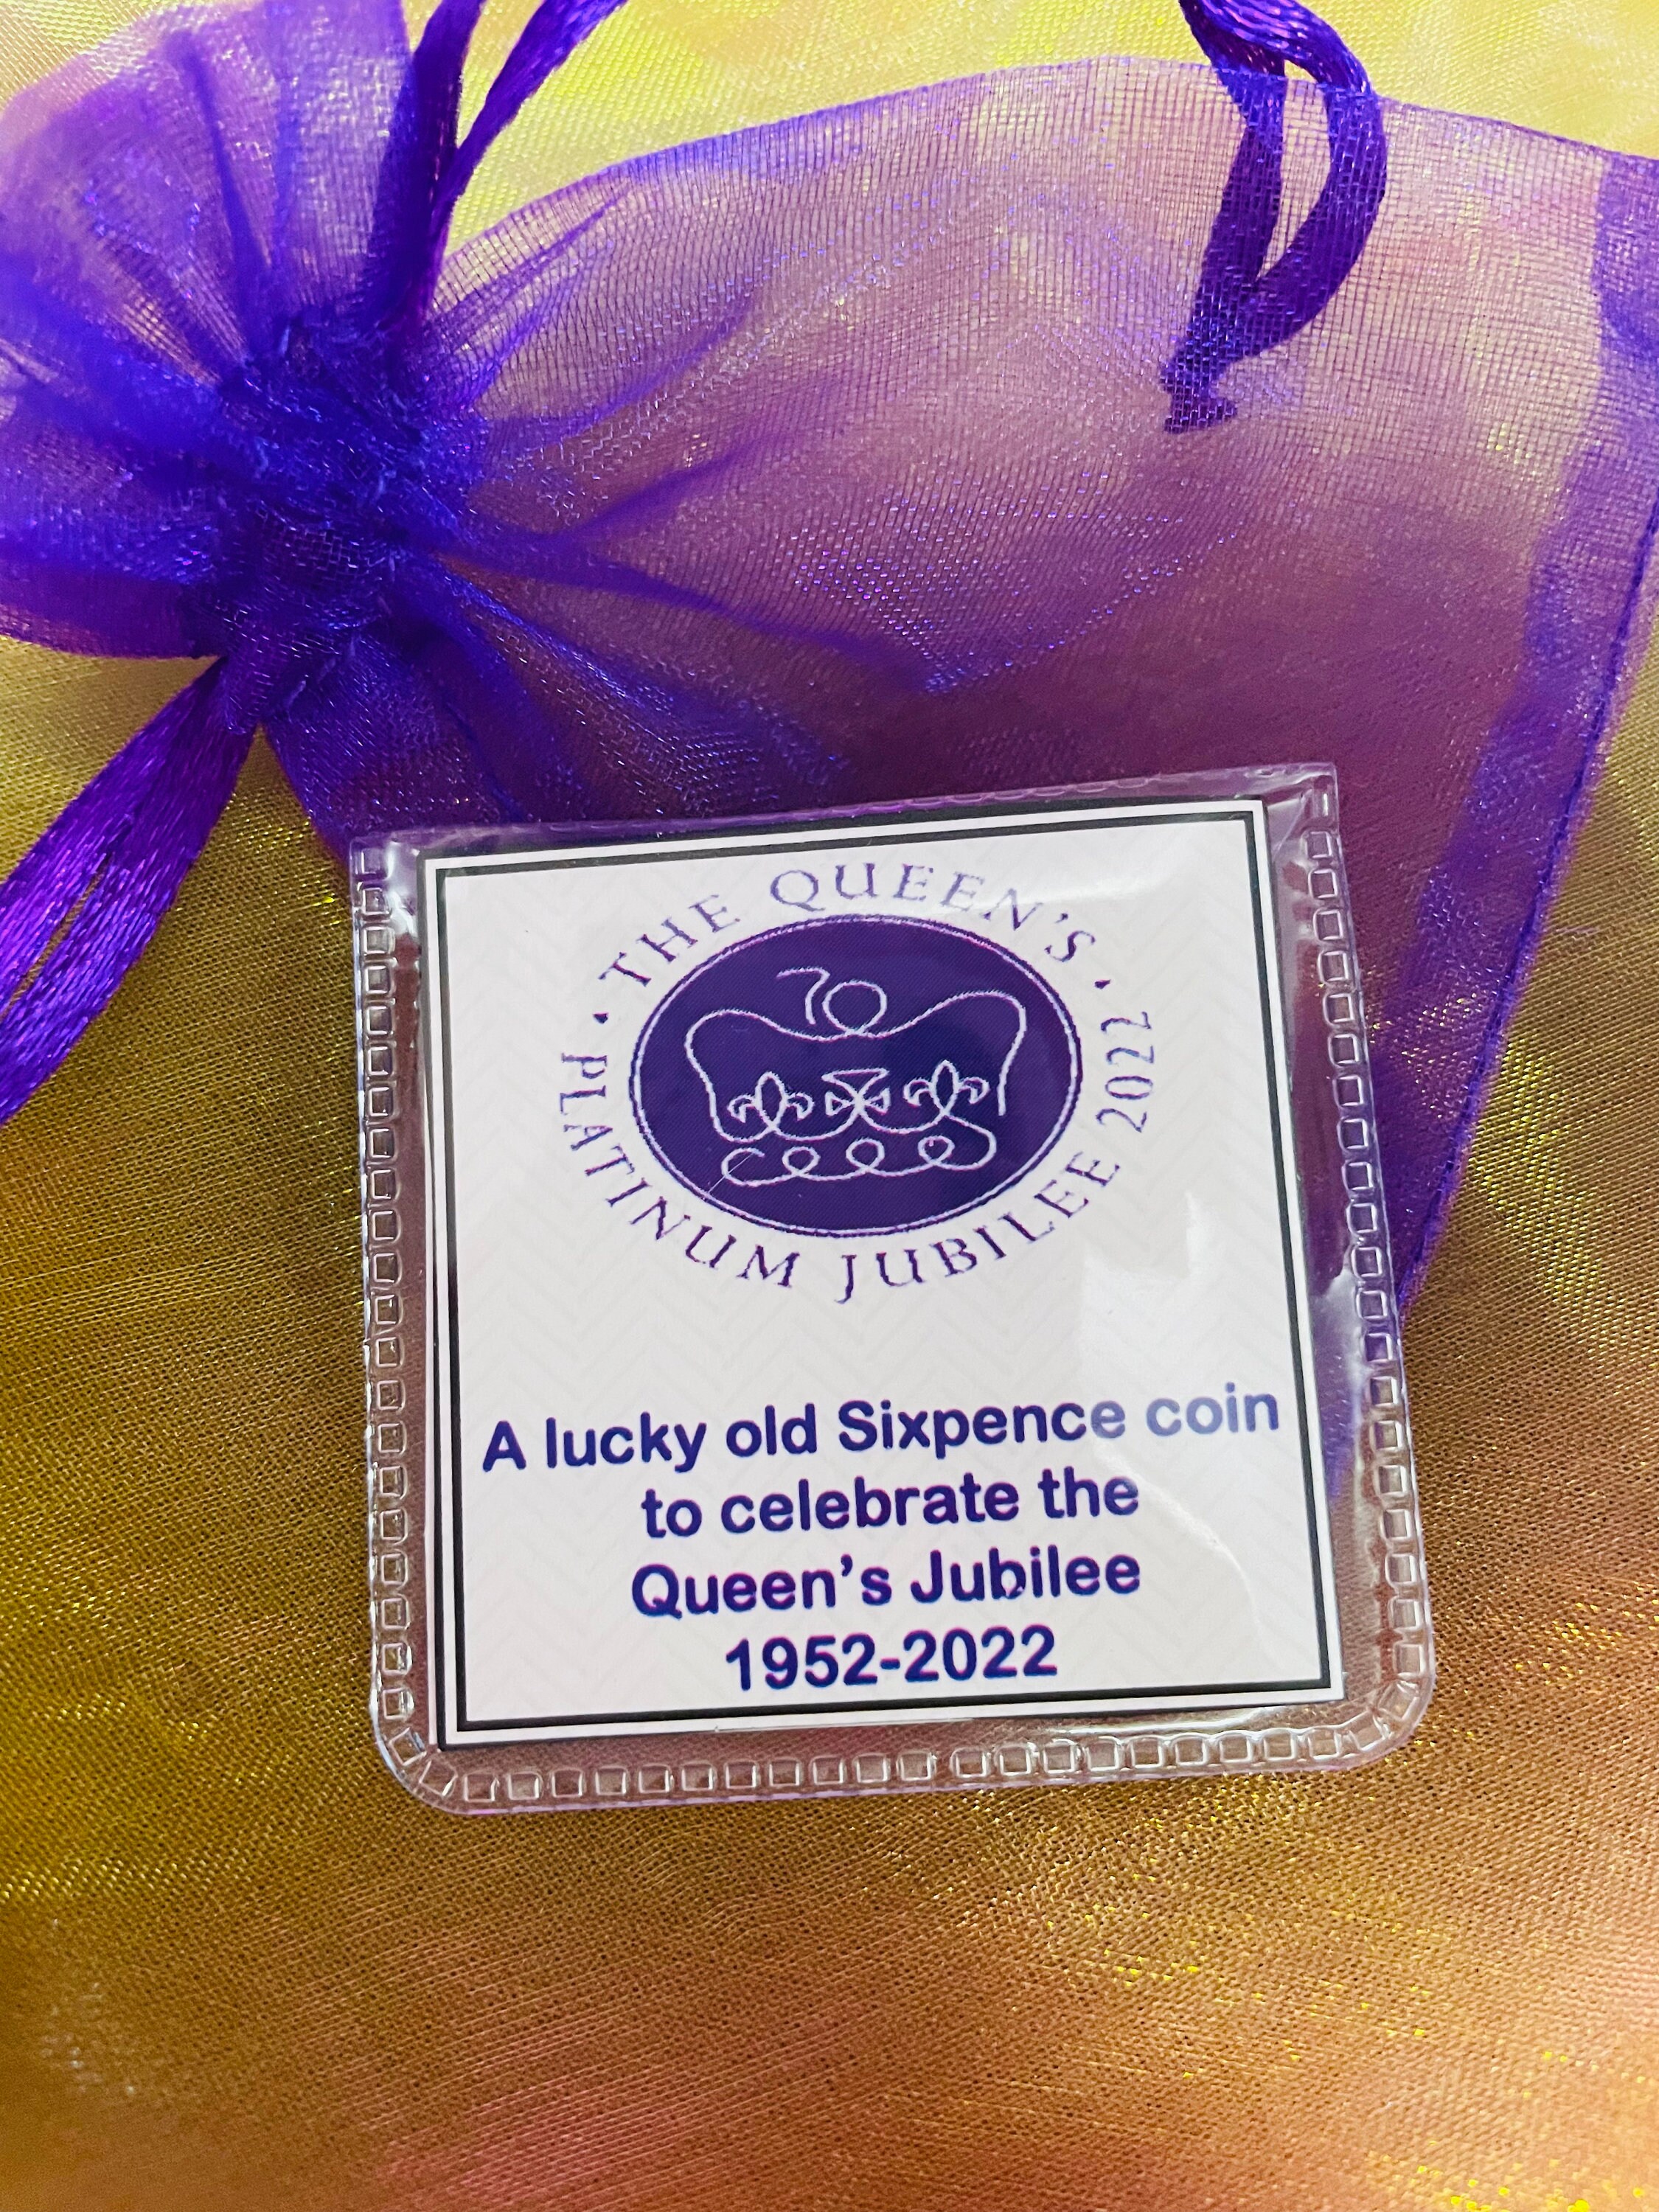 · THE QUEEN'S ·
70
PLATINUM JUBILEE 2022
A lucky old Sixpence coin
to celebrate the
Queen's Jubilee
1952-2022